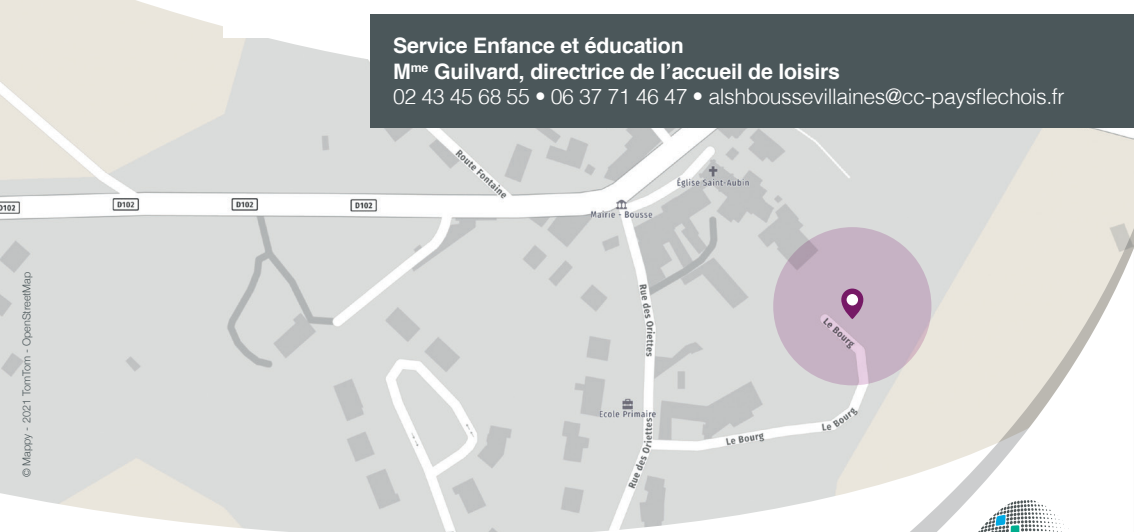 Service Enfance et éducation
Mme Guilvard, directrice de l'accueil de loisirs
02 43 45 68 55 • 06 37 71 46 47 • alshboussevillaines@cc-paysflechois.fr
Route Fontaine
Église Saint-Aubin
D102
D102
D102
D102
Mairie - Bousse
Rue des Oriettes
Le Bourg
École Primaire
Rue des Oriettes
Le Bourg
Le Bourg
© Mappy - 2021 TomTom - OpenStreetMap